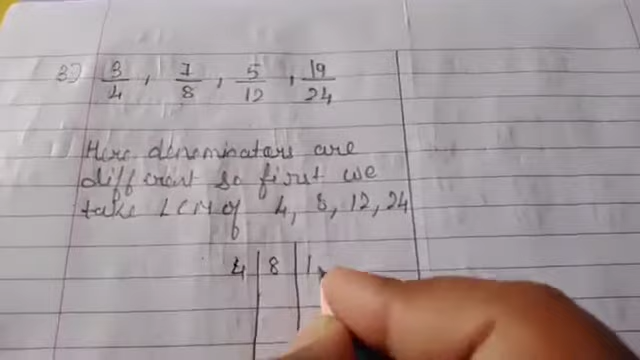 3) 3/4 , 7/8 , 5/12 , 19/24
Here denominators are
different so first we
take LCM of 4, 8, 12, 24
4 | 8 | 1